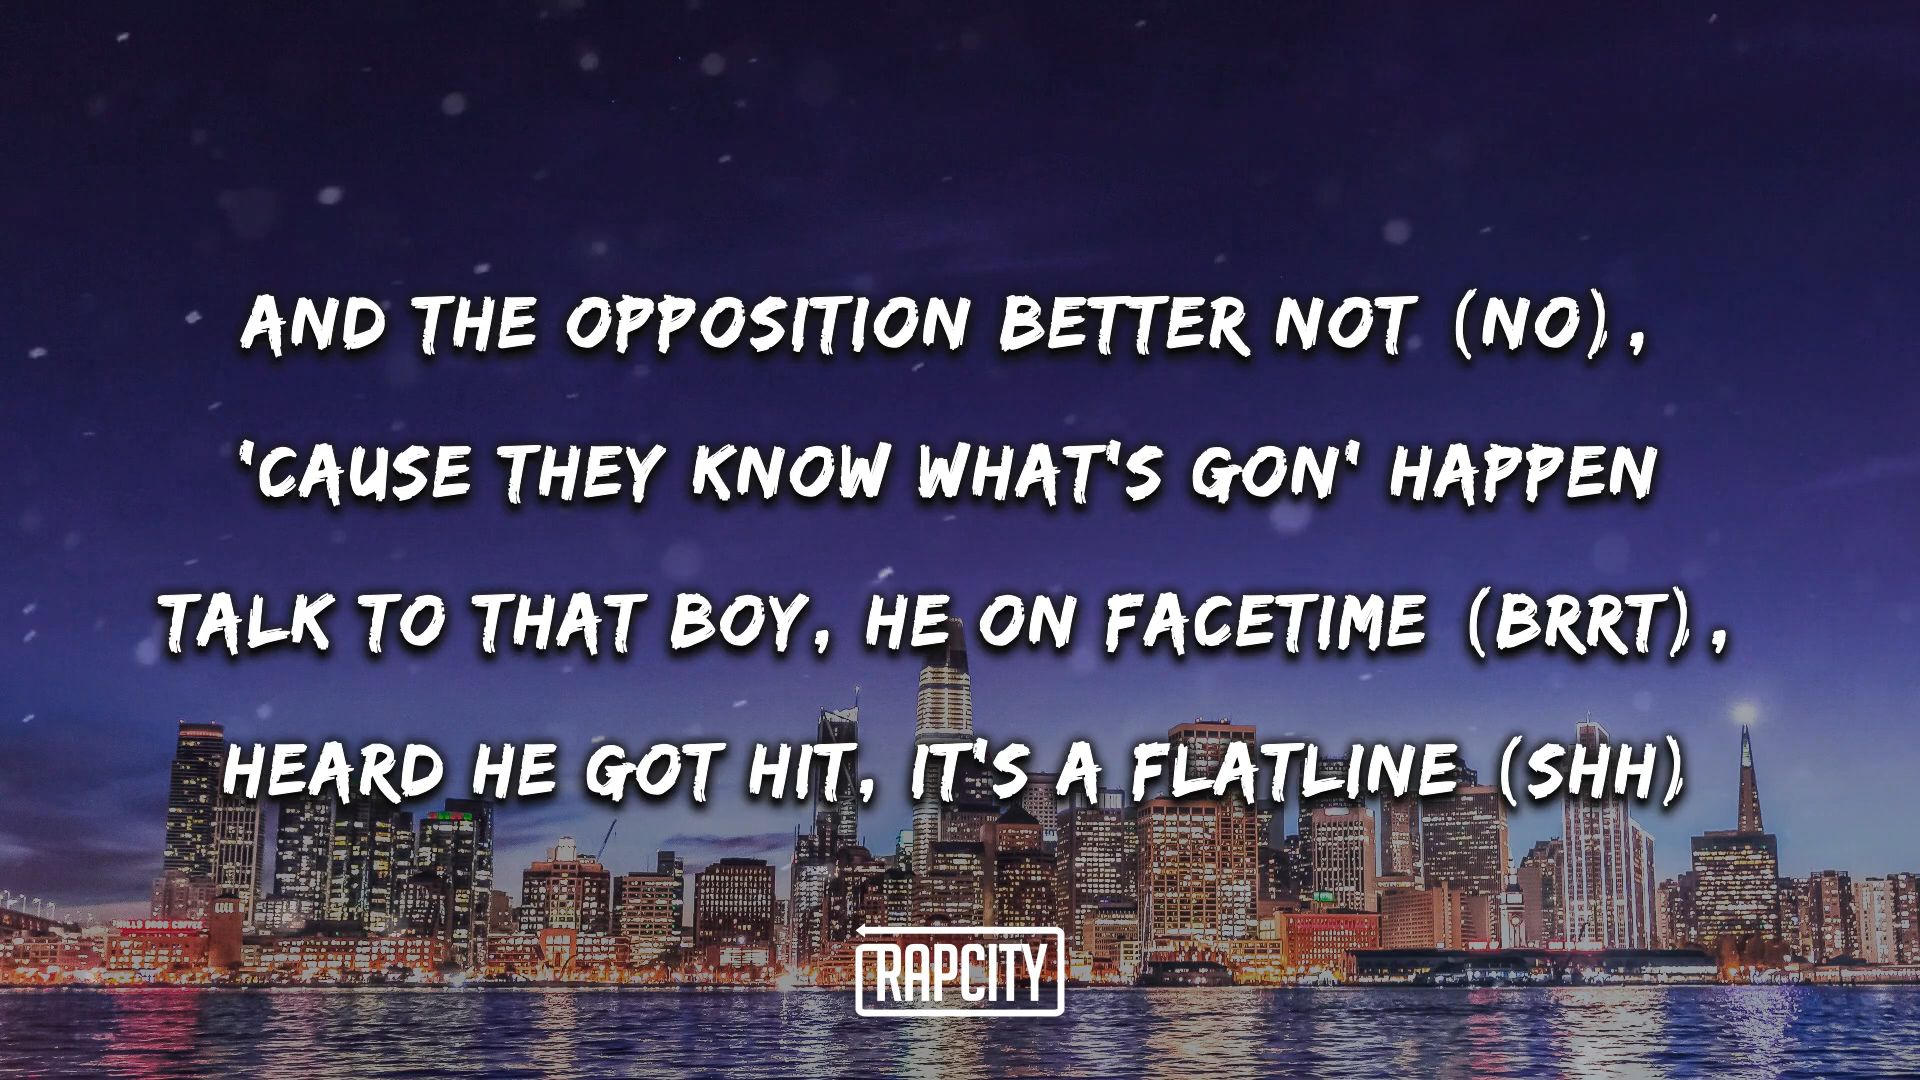 AND THE OPPOSITION BETTER NOT (NO),
'CAUSE THEY KNOW WHAT'S GON' HAPPEN
TALK TO THAT BOY, HE ON FACETIME (BRRT),
HEARD HE GOT HIT, IT'S A FLATLINE (SHH)
RAPCITY